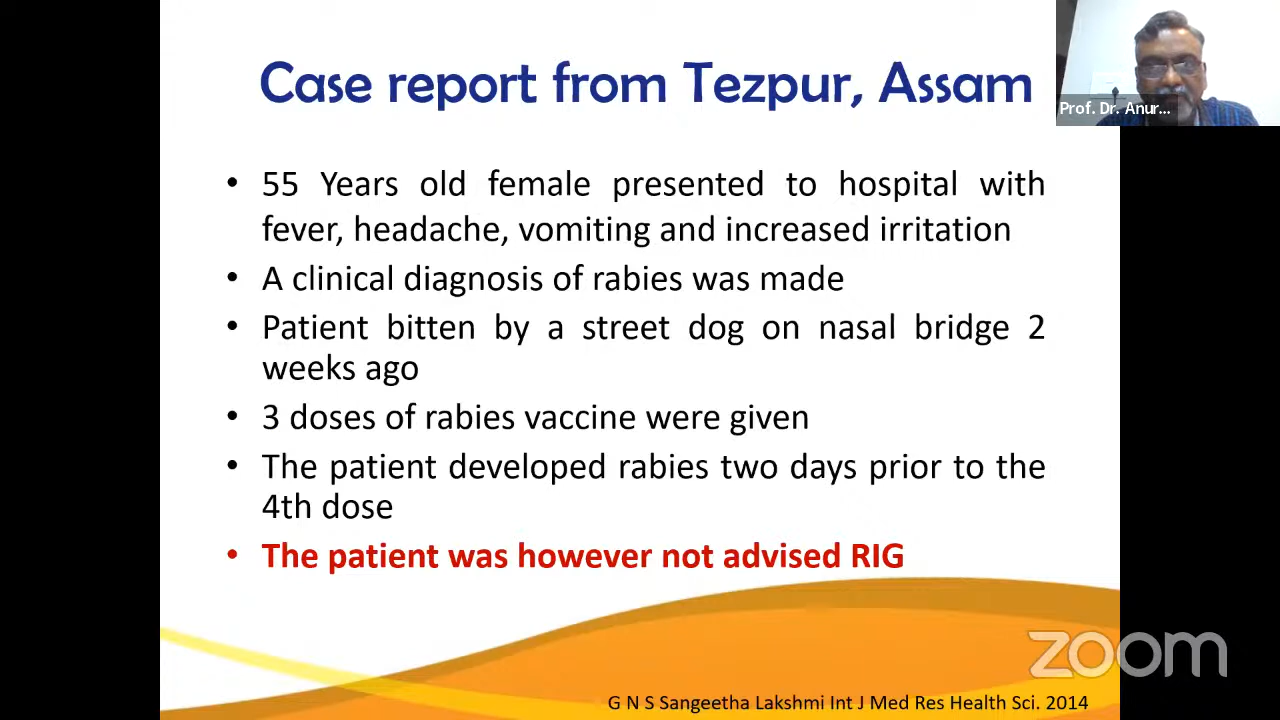 Case report from Tezpur, Assam
Prof. Dr. Anur...
• 55 Years old female presented to hospital with
fever, headache, vomiting and increased irritation
• A clinical diagnosis of rabies was made
• Patient bitten by a street dog on nasal bridge 2
weeks ago
• 3 doses of rabies vaccine were given
• The patient developed rabies two days prior to the
4th dose
• The patient was however not advised RIG
zoom
G N S Sangeetha Lakshmi Int J Med Res Health Sci. 2014